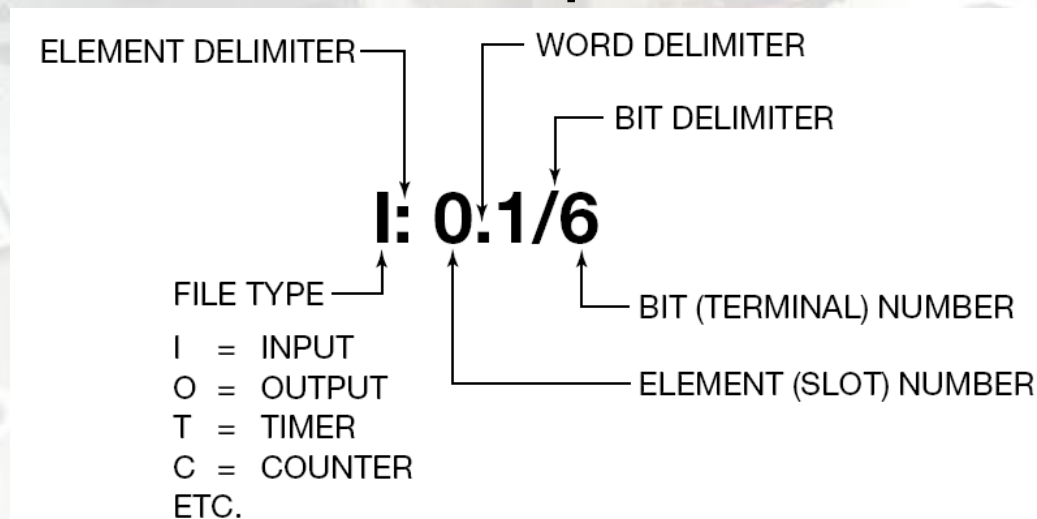 ELEMENT DELIMITER
WORD DELIMITER
BIT DELIMITER
I: 0.1/6
FILE TYPE
I = INPUT
O = OUTPUT
T = TIMER
C = COUNTER
ETC.
BIT (TERMINAL) NUMBER
ELEMENT (SLOT) NUMBER